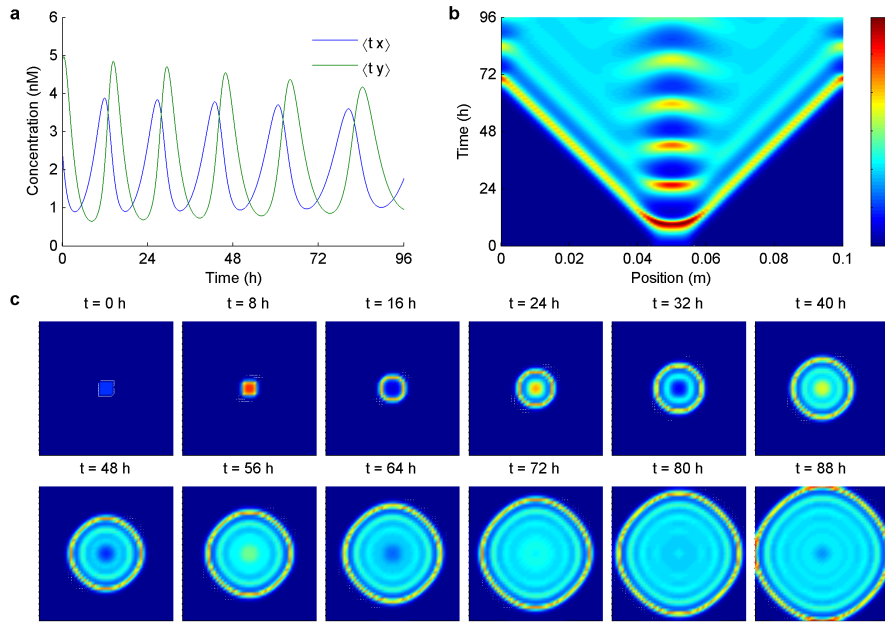 a
6
5
4
3
2
1
0
Concentration (nM)
⟨t x⟩
⟨t y⟩
0 24 48 72 96
Time (h)
b
96
72
48
24
0
Time (h)
0 0.02 0.04 0.06 0.08 0.1
Position (m)
c
t = 0 h t = 8 h t = 16 h t = 24 h t = 32 h t = 40 h
t = 48 h t = 56 h t = 64 h t = 72 h t = 80 h t = 88 h